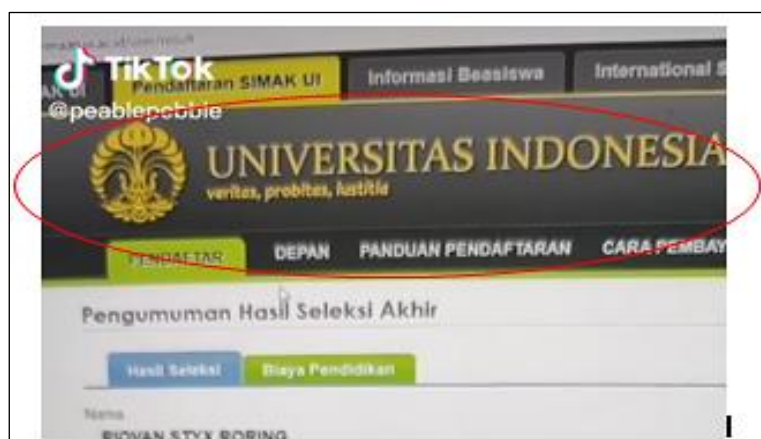 TikTok
@peablepebbie
Pendaftaran SIMAK UI
Informasi Beasiswa
International S
UNIVERSITAS INDONESIA
veritas, probitas, iustitia
PENDAFTAR
DEPAN
PANDUAN PENDAFTARAN
CARA PEMBAY
Pengumuman Hasil Seleksi Akhir
Hasil Seleksi
Biaya Pendidikan
Nama
RIOVAN STYX RORING